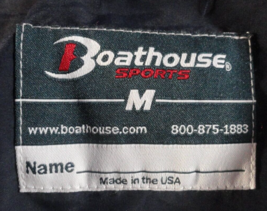 Boathouse®
SPORTS
M
www.boathouse.com 800-875-1883
Name
Made in the USA